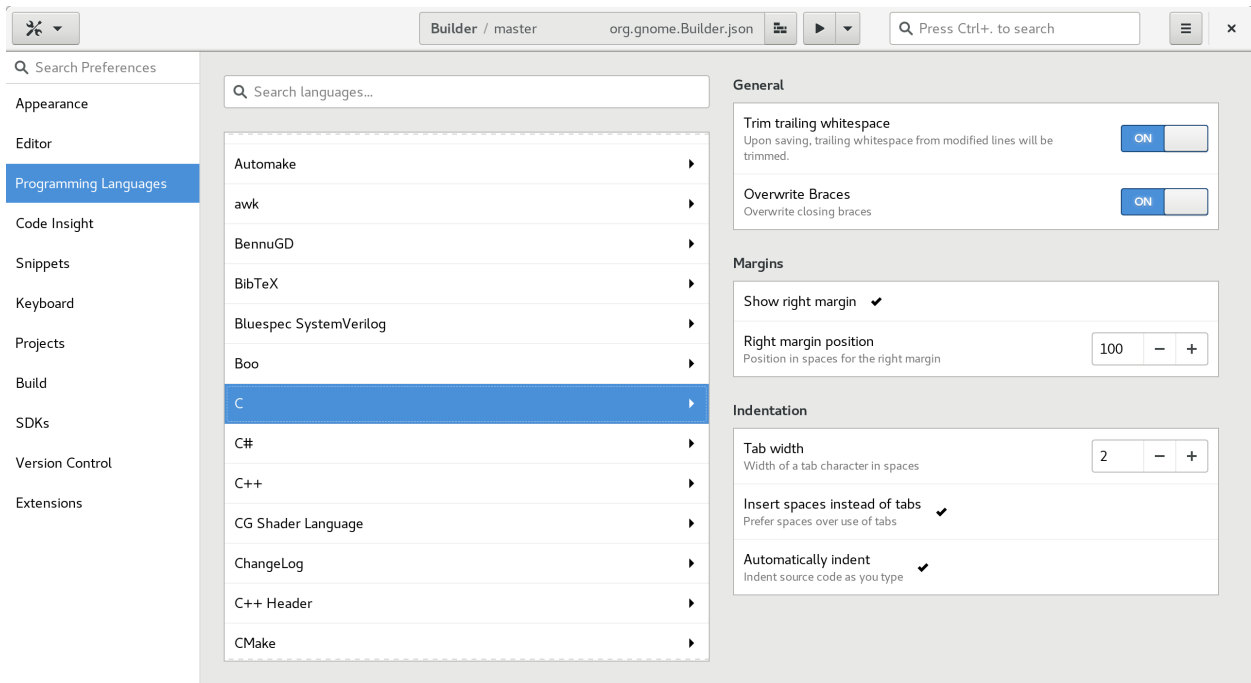 Builder / master org.gnome.Builder.json
Press Ctrl+. to search
Search Preferences
Appearance
Editor
Programming Languages
Code Insight
Snippets
Keyboard
Projects
Build
SDKs
Version Control
Extensions
Search languages...
Automake
awk
BennuGD
BibTeX
Bluespec SystemVerilog
Boo
C
C#
C++
CG Shader Language
ChangeLog
C++ Header
CMake
General
Trim trailing whitespace
Upon saving, trailing whitespace from modified lines will be
trimmed.
ON
Overwrite Braces
Overwrite closing braces
ON
Margins
Show right margin
Right margin position
Position in spaces for the right margin
100
Indentation
Tab width
Width of a tab character in spaces
2
Insert spaces instead of tabs
Prefer spaces over use of tabs
Automatically indent
Indent source code as you type